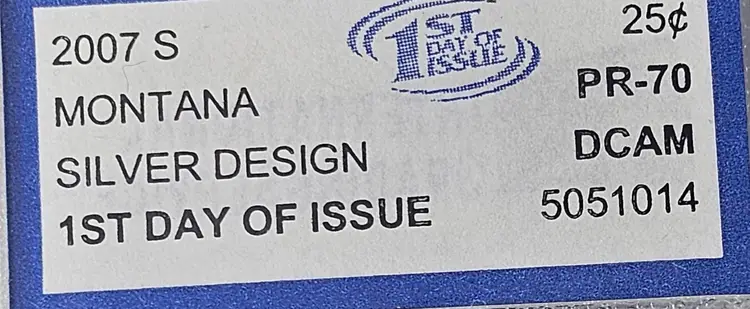 2007 S 25¢
1ST
DAY OF
ISSUE
MONTANA PR-70
SILVER DESIGN DCAM
1ST DAY OF ISSUE 5051014